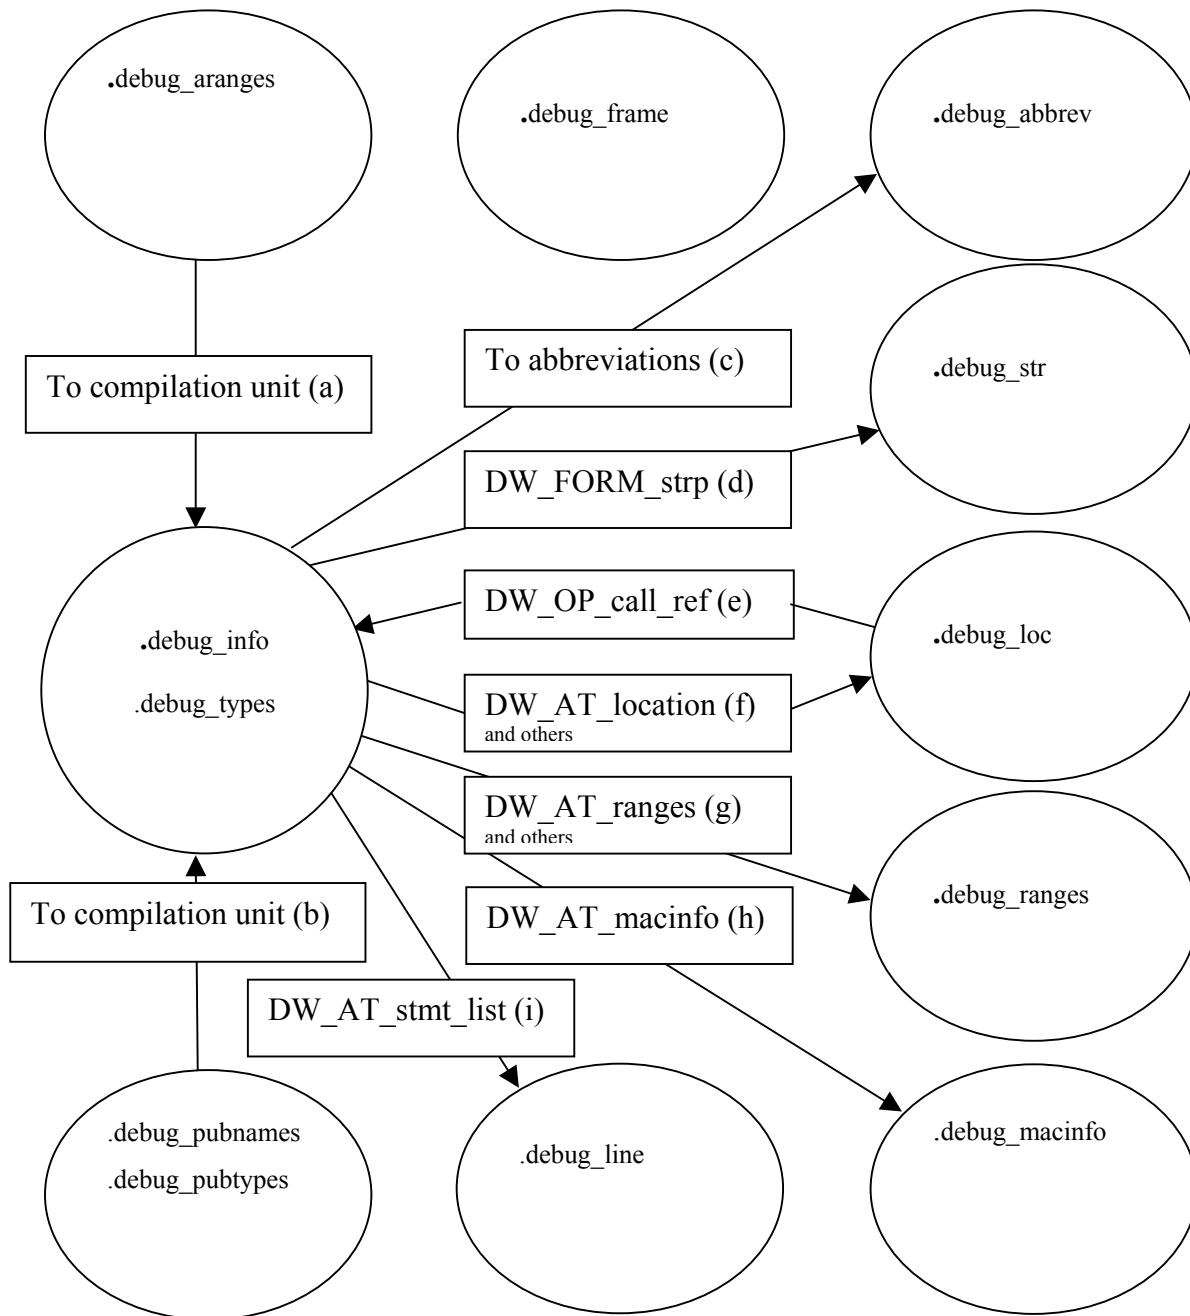 .debug_aranges
.debug_frame
.debug_abbrev
To compilation unit (a)
To abbreviations (c)
.debug_str
DW_FORM_strp (d)
DW_OP_call_ref (e)
.debug_info
.debug_types
.debug_loc
DW_AT_location (f)
and others
DW_AT_ranges (g)
and others
.debug_ranges
To compilation unit (b)
DW_AT_macinfo (h)
DW_AT_stmt_list (i)
.debug_pubnames
.debug_pubtypes
.debug_line
.debug_macinfo